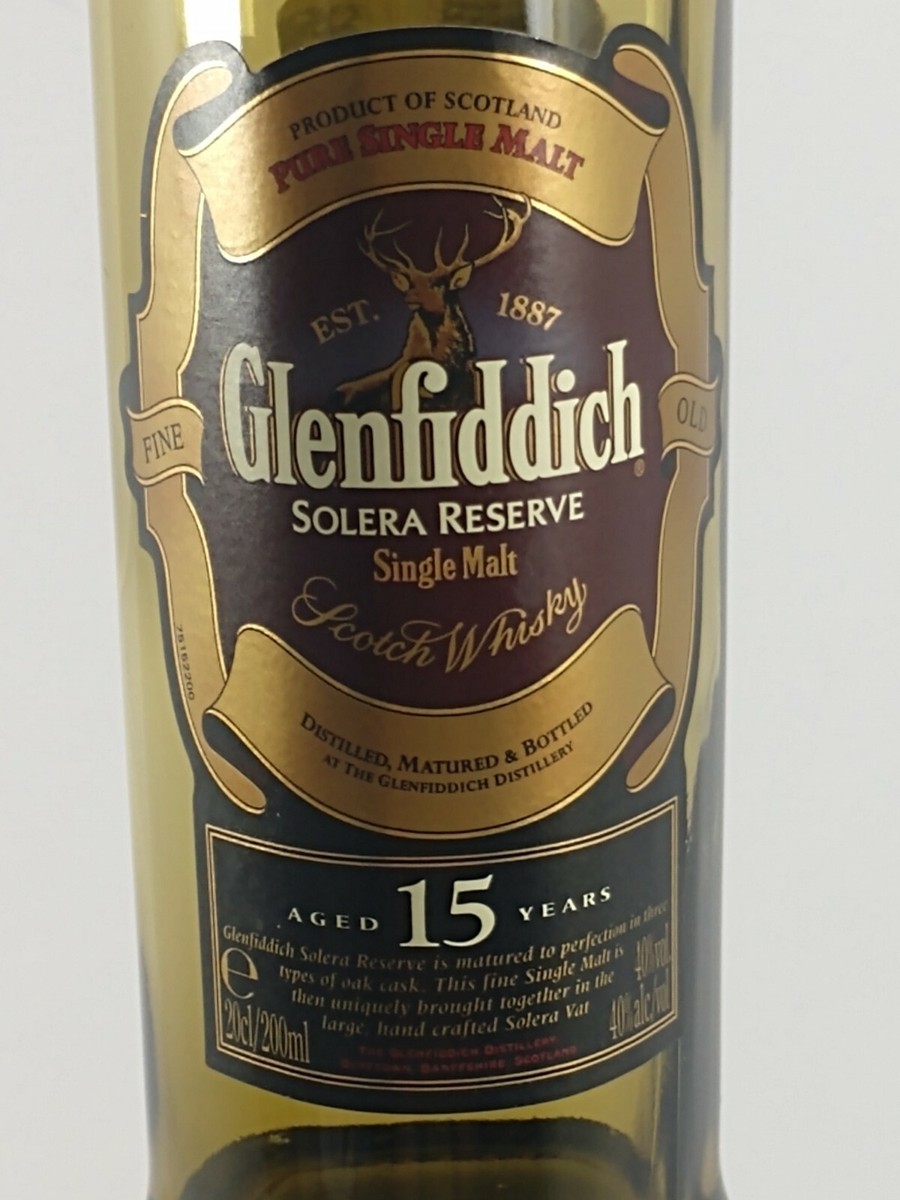 PRODUCT OF SCOTLAND
PURE SINGLE MALT
EST. 1887
FINE
OLD
Glenfiddich®
SOLERA RESERVE
Single Malt
Scotch Whisky
DISTILLED, MATURED & BOTTLED
AT THE GLENFIDDICH DISTILLERY
AGED 15 YEARS
Glenfiddich Solera Reserve is matured to perfection in three
types of oak cask. This fine Single Malt is
then uniquely brought together in the
large, hand crafted Solera Vat
e
20cl/200ml
40%vol
40%alc/vol
THE GLENFIDDICH DISTILLERY
DUFFTOWN, BANFFSHIRE, SCOTLAND